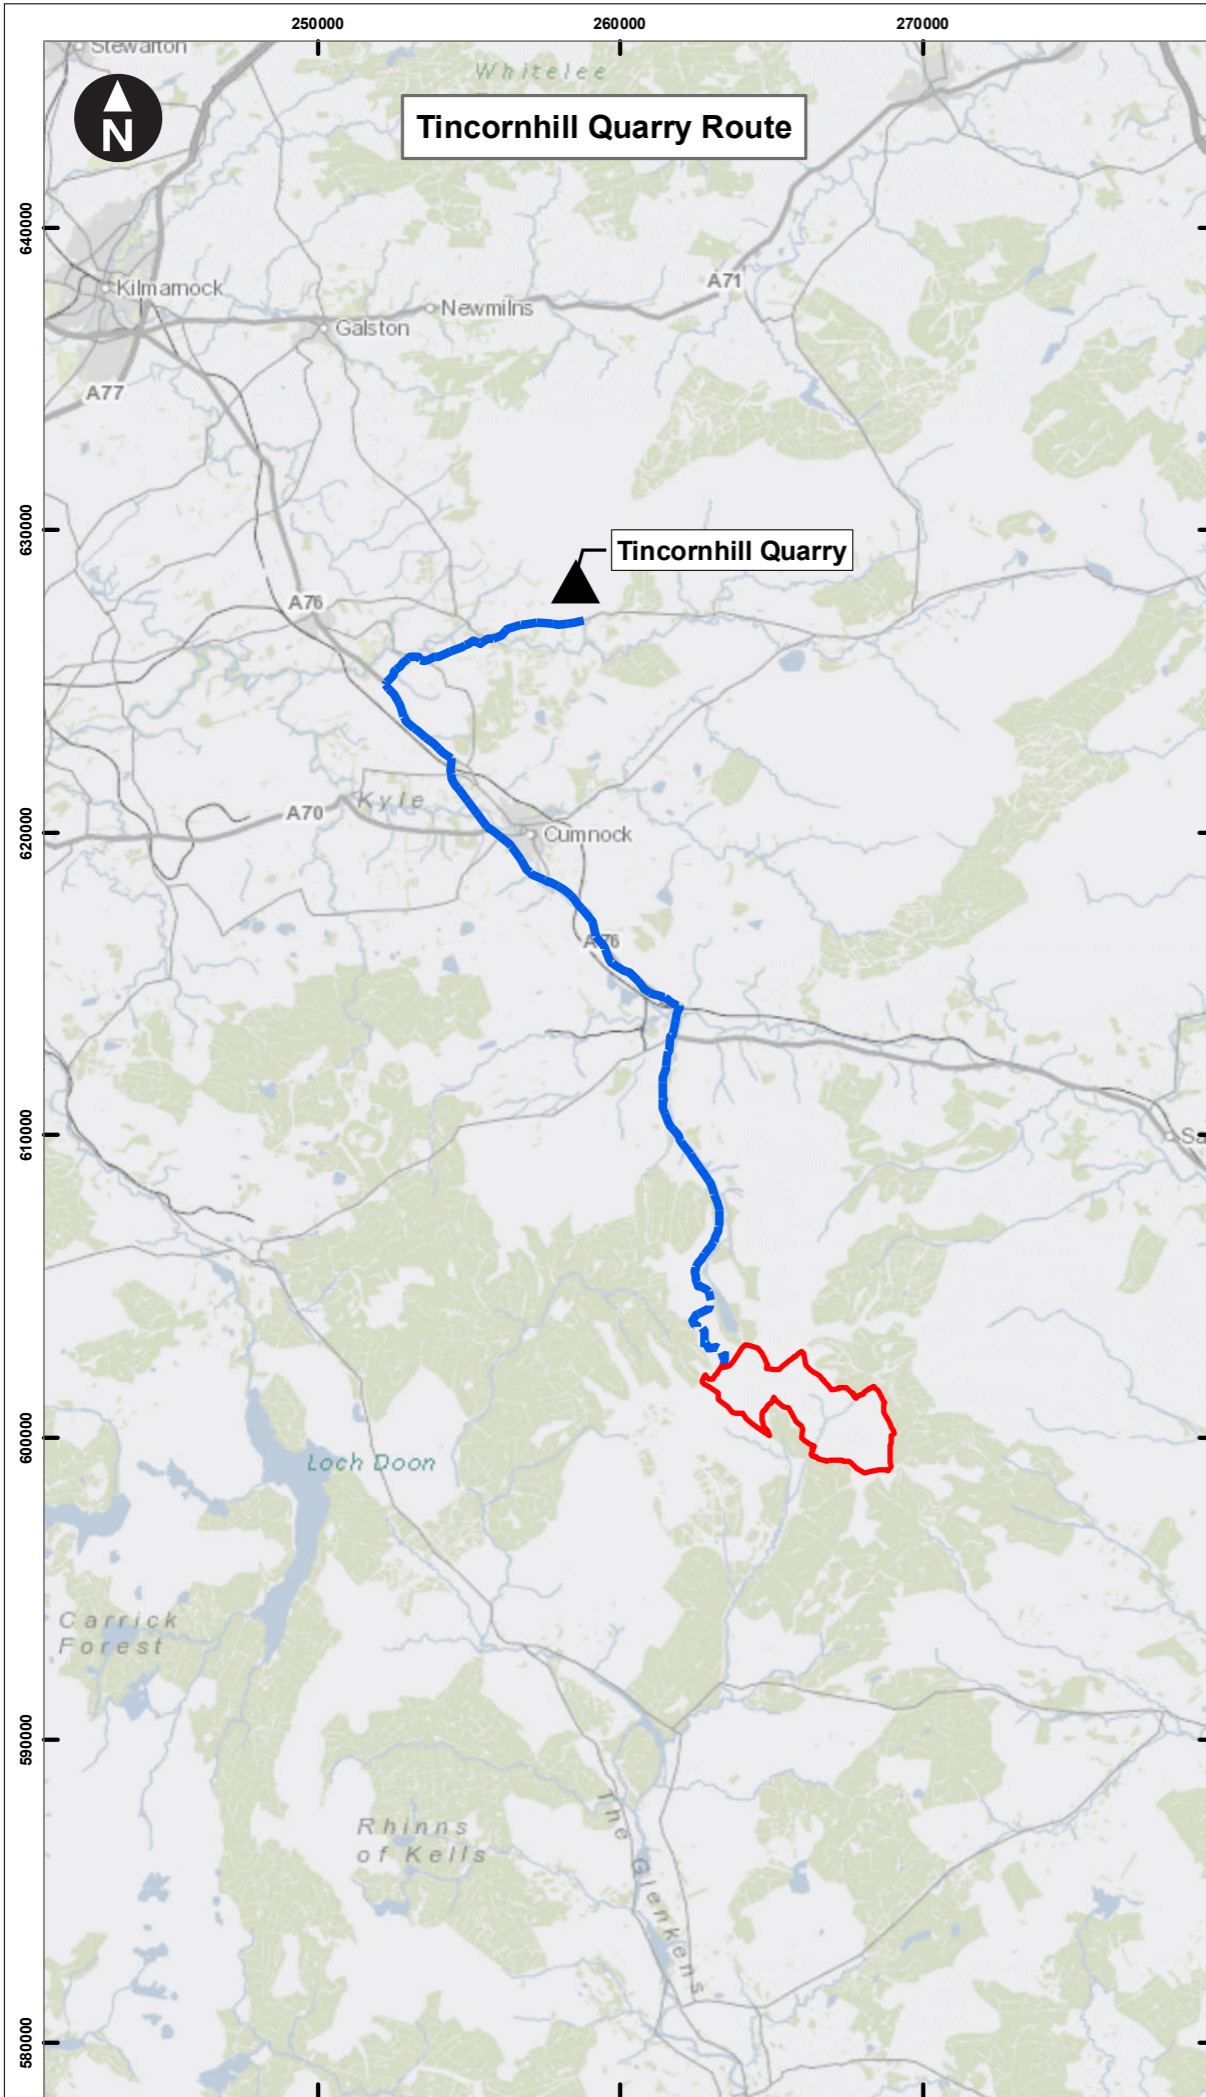 250000
260000
270000
Stewarton
Whitelee
N
Tincornhill Quarry Route
640000
A71
Kilmarnock
Newmilns
Galston
A77
630000
Tincornhill Quarry
A76
A70
Kyle
620000
Cumnock
A76
610000
Sa
600000
Loch Doon
Carrick
Forest
590000
Rhinns
of Kells
The Glenkens
580000